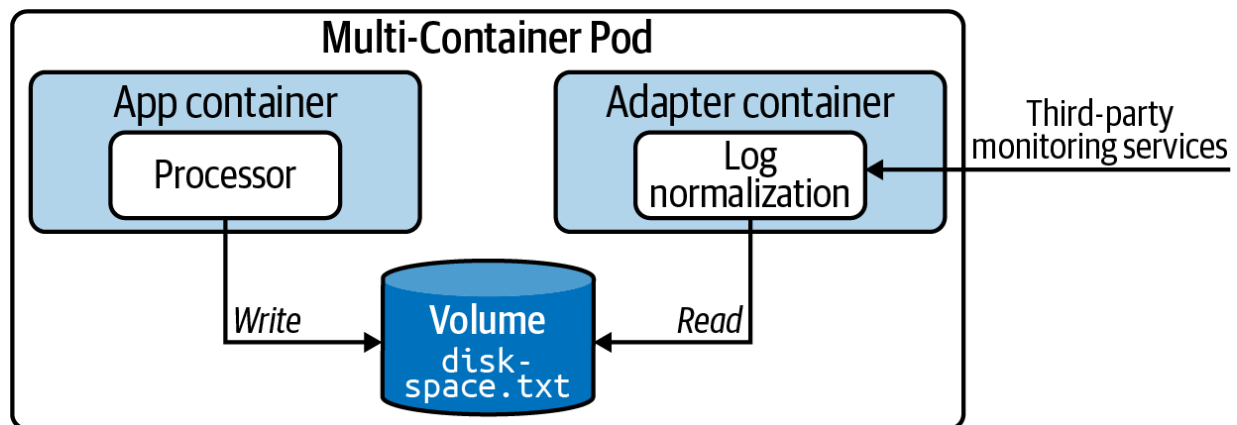 Multi-Container Pod
App container
Processor
Adapter container
Log
normalization
Third-party
monitoring services
Write
Volume
disk-
space.txt
Read